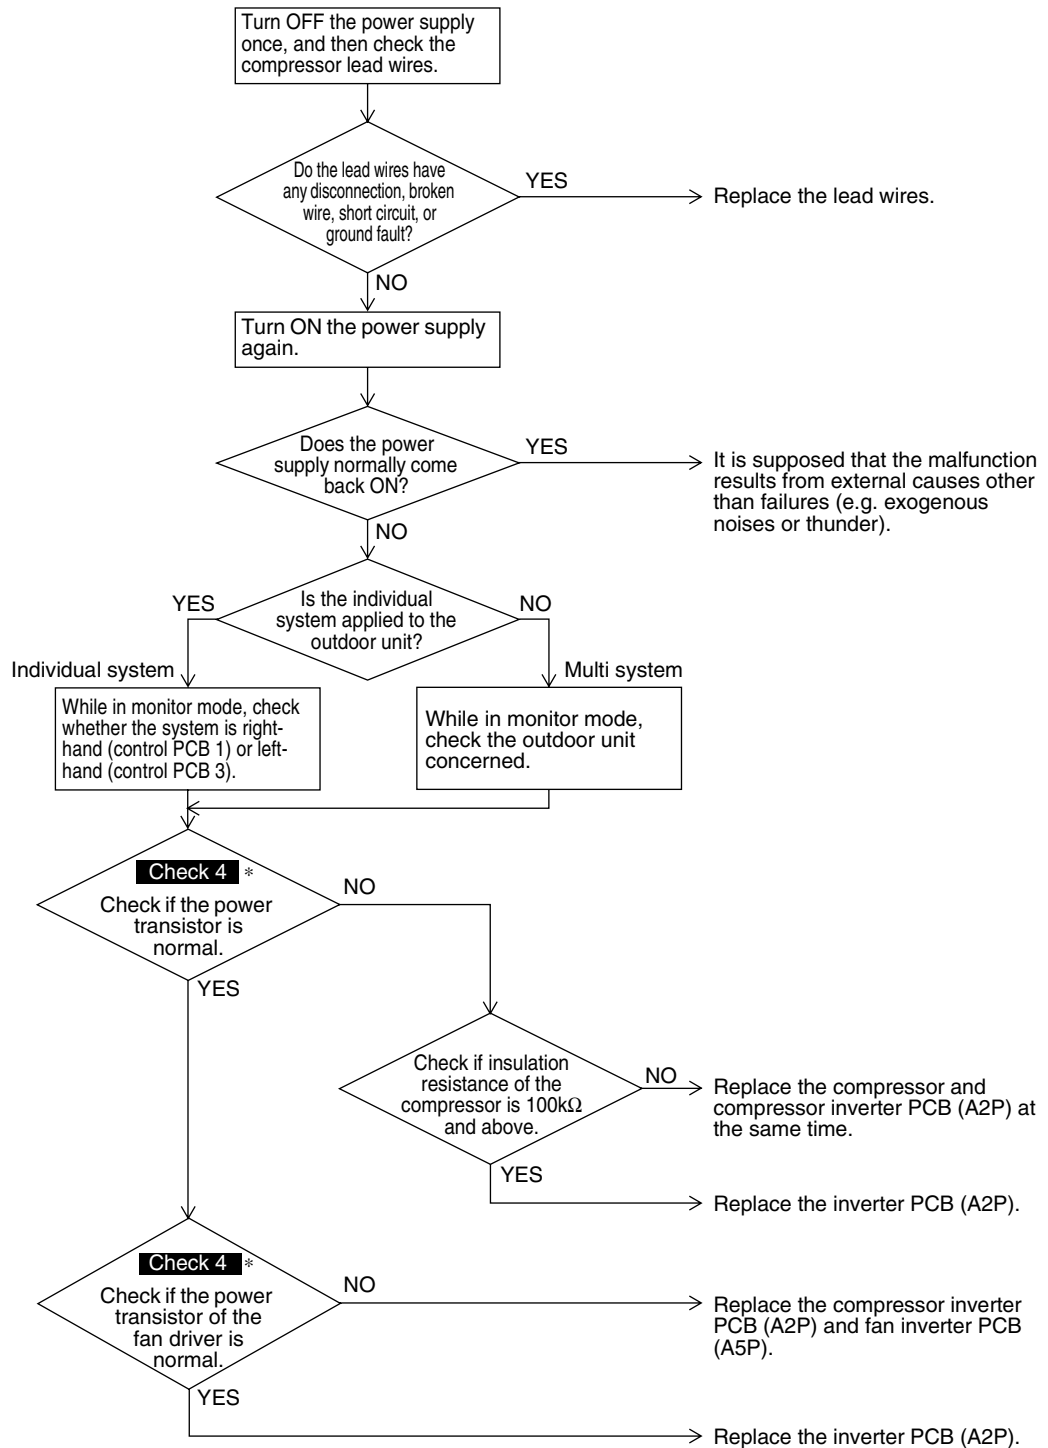 Turn OFF the power supply
once, and then check the
compressor lead wires.
Do the lead wires have
any disconnection, broken
wire, short circuit, or
ground fault?
YES
Replace the lead wires.
NO
Turn ON the power supply
again.
Does the power
supply normally come
back ON?
YES
It is supposed that the malfunction
results from external causes other
than failures (e.g. exogenous
noises or thunder).
NO
Is the individual
system applied to the
outdoor unit?
YES
NO
Individual system
Multi system
While in monitor mode, check
whether the system is right-
hand (control PCB 1) or left-
hand (control PCB 3).
While in monitor mode,
check the outdoor unit
concerned.
Check 4 *
Check if the power
transistor is
normal.
NO
YES
Check if insulation
resistance of the
compressor is 100kΩ
and above.
NO
Replace the compressor and
compressor inverter PCB (A2P) at
the same time.
YES
Replace the inverter PCB (A2P).
Check 4 *
Check if the power
transistor of the
fan driver is
normal.
NO
Replace the compressor inverter
PCB (A2P) and fan inverter PCB
(A5P).
YES
Replace the inverter PCB (A2P).